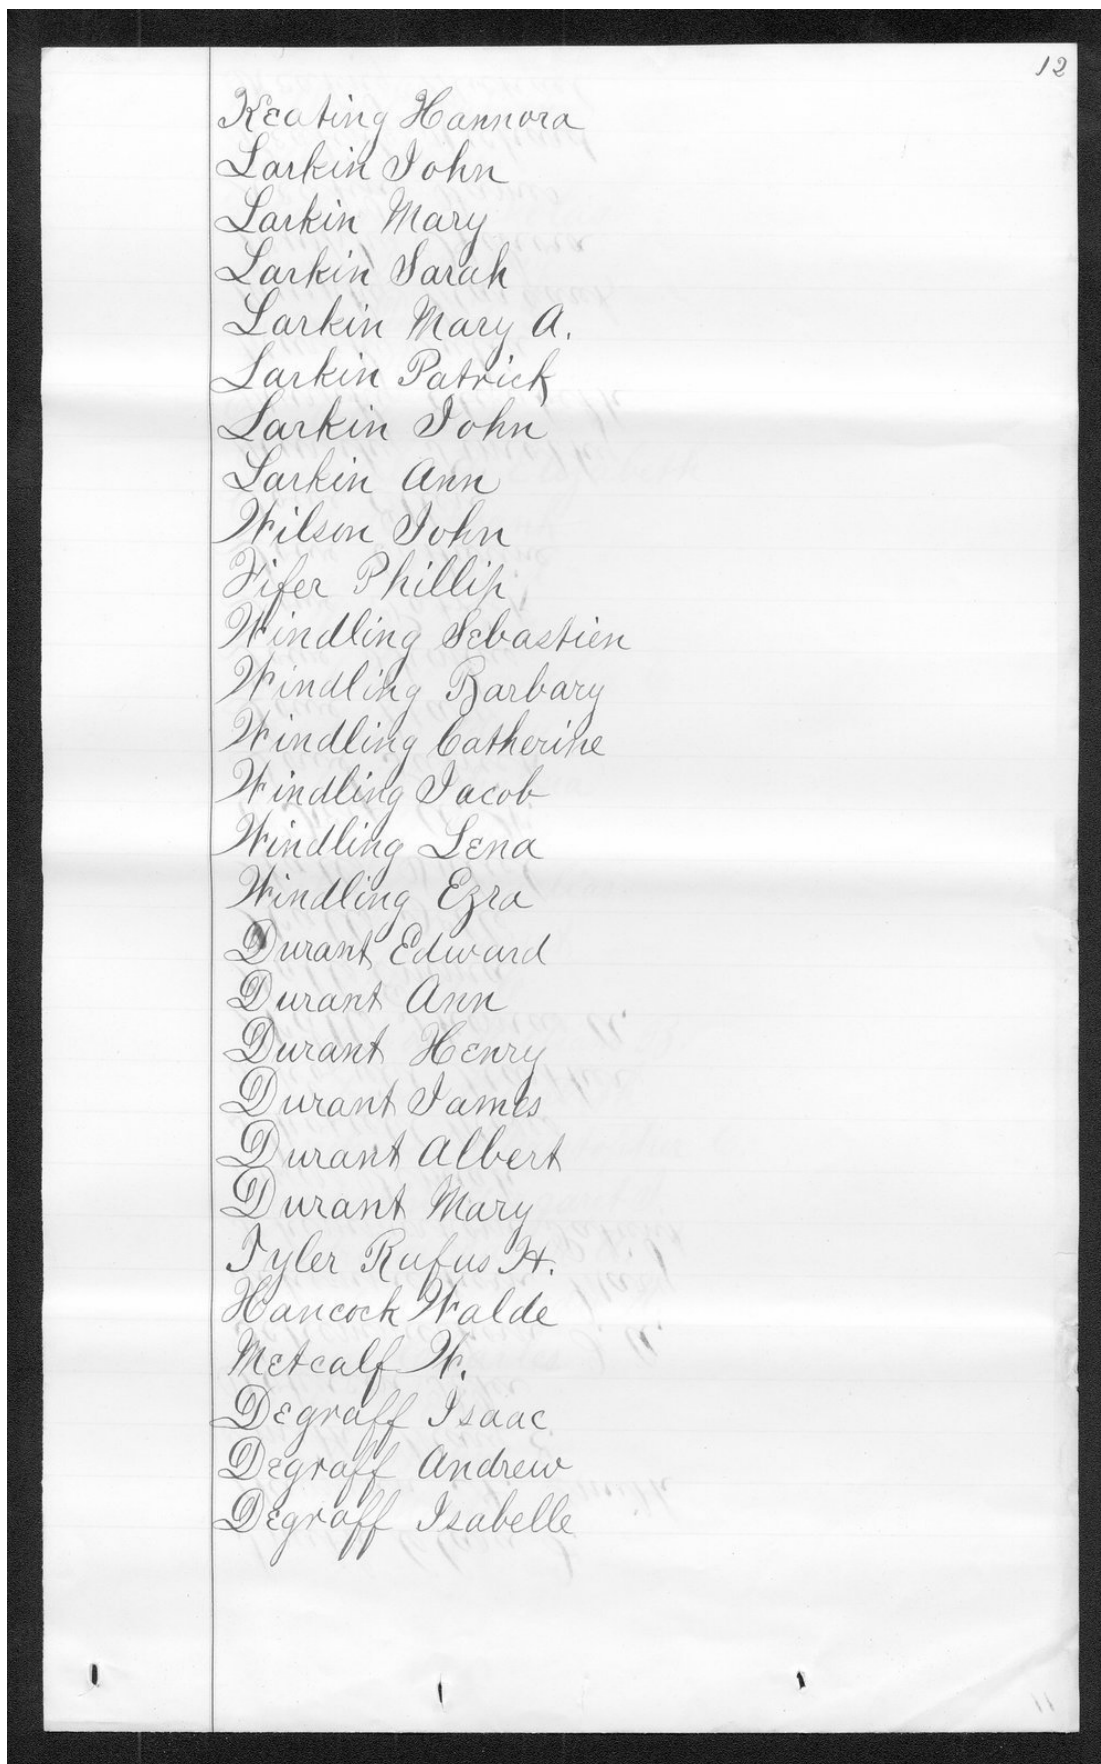 12
Keating Hannora
Larkin John
Larkin Mary
Larkin Sarah
Larkin Mary A.
Larkin Patrick
Larkin John
Larkin Ann
Wilson John
Fifer Phillip
Windling Sebastien
Windling Barbary
Windling Catherine
Windling Jacob
Windling Lena
Windling Ezra
Durant Edward
Durant Ann
Durant Henry
Durant James
Durant Albert
Durant Mary
Tyler Rufus H.
Hancock Walde
Metcalf W.
Degraff Isaac
Degraff Andrew
Degraff Isabelle